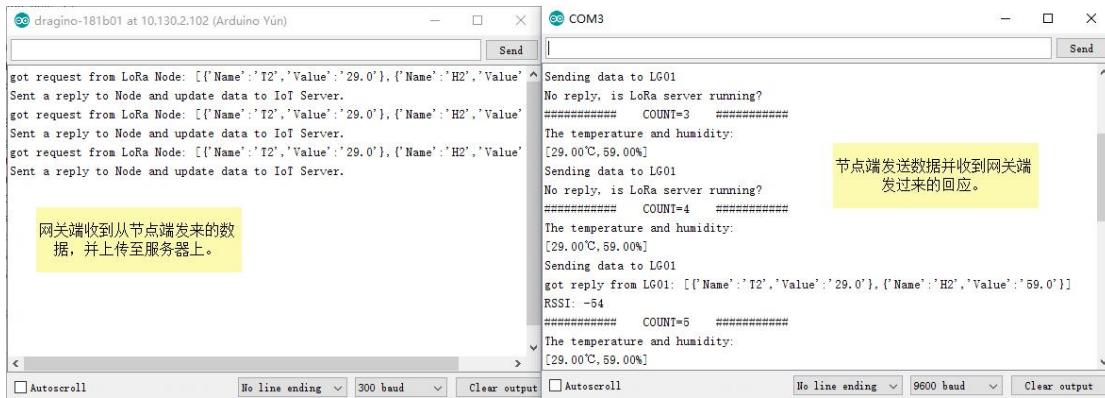 dragino-181b01 at 10.130.2.102 (Arduino Yún)
Send
got request from LoRa Node: [{'Name':'T2','Value':'29.0'},{'Name':'H2','Value'
Sent a reply to Node and update data to IoT Server.
got request from LoRa Node: [{'Name':'T2','Value':'29.0'},{'Name':'H2','Value'
Sent a reply to Node and update data to IoT Server.
got request from LoRa Node: [{'Name':'T2','Value':'29.0'},{'Name':'H2','Value'
Sent a reply to Node and update data to IoT Server.
网关端收到从节点端发来的数
据，并上传至服务器上。
Autoscroll
No line ending
300 baud
Clear output
COM3
Send
Sending data to LG01
No reply, is LoRa server running?
########### COUNT=3 ###########
The temperature and humidity:
[29.00℃,59.00%]
Sending data to LG01
No reply, is LoRa server running?
########### COUNT=4 ###########
The temperature and humidity:
[29.00℃,59.00%]
Sending data to LG01
got reply from LG01: [{'Name':'T2','Value':'29.0'},{'Name':'H2','Value':'59.0'}]
RSSI: -54
########### COUNT=5 ###########
The temperature and humidity:
[29.00℃,59.00%]
节点端发送数据并收到网关端
发过来的回应。
Autoscroll
No line ending
9600 baud
Clear output